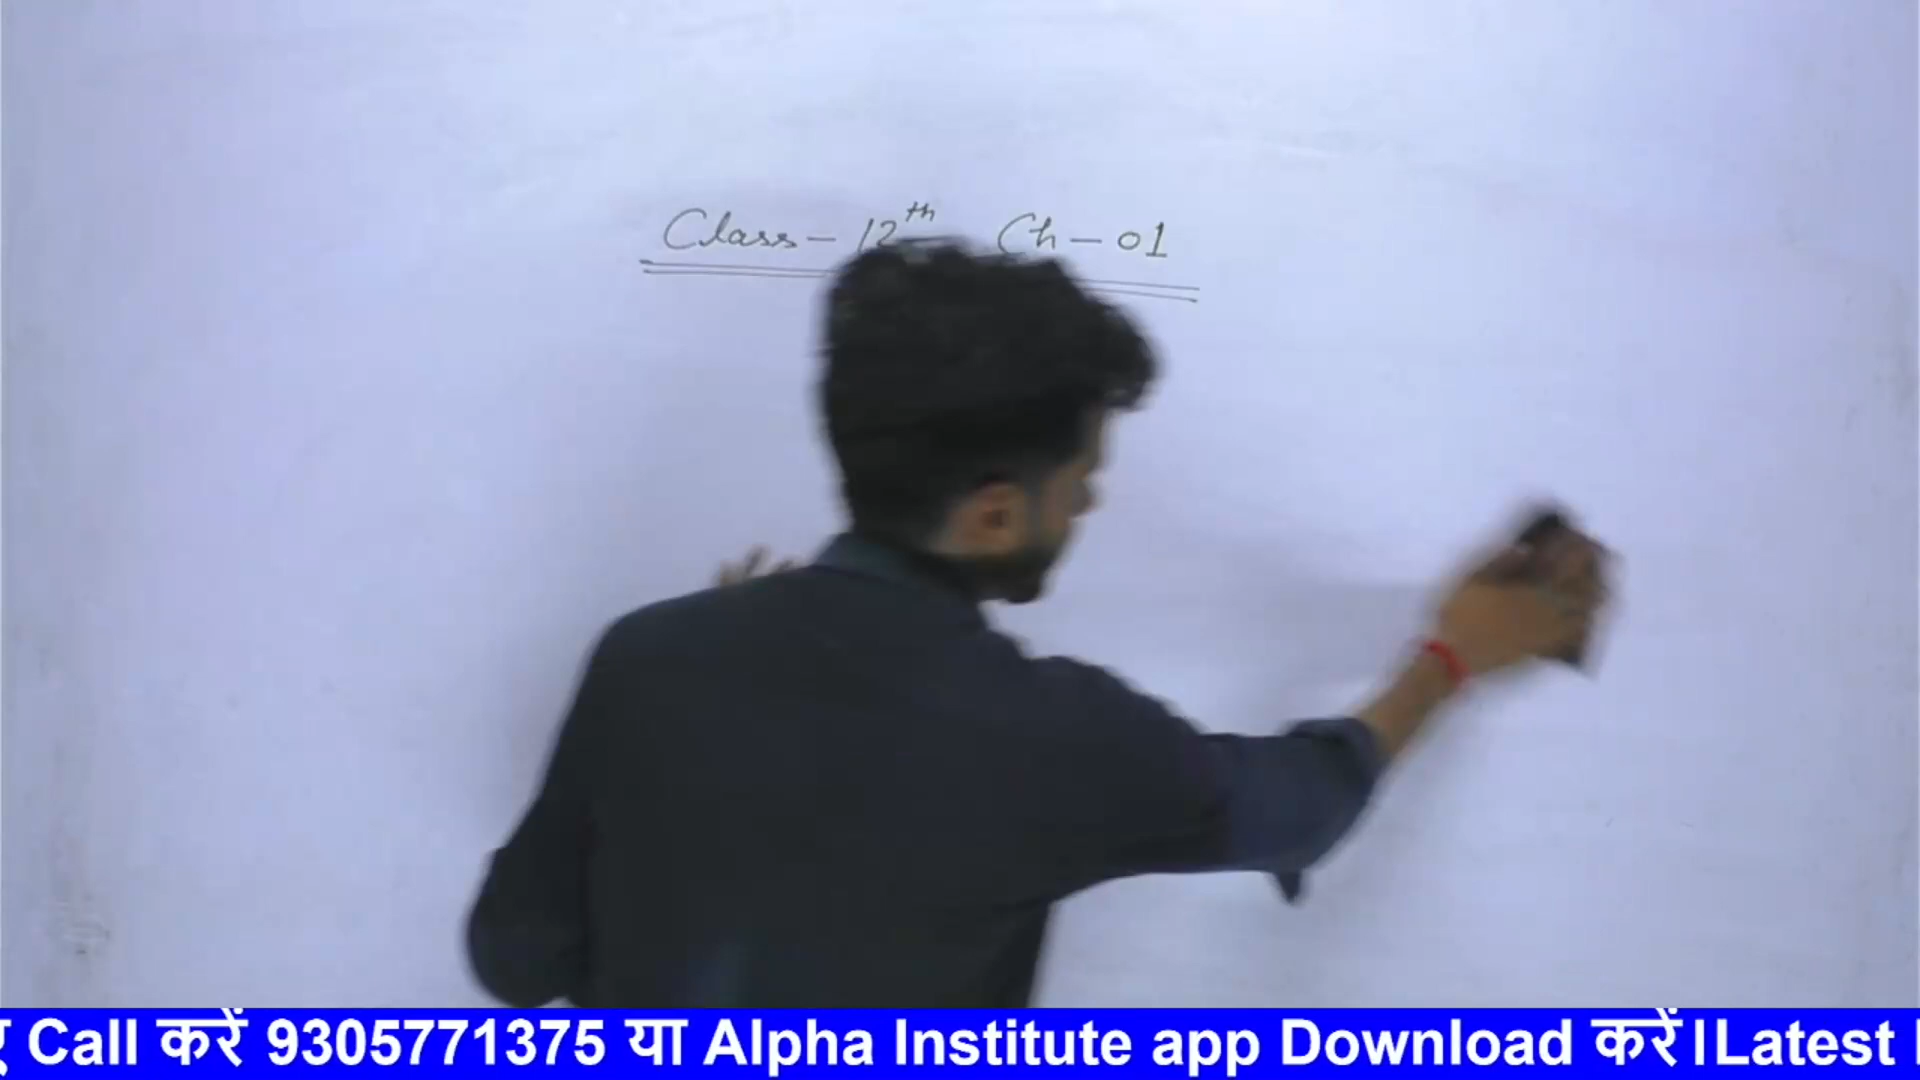 Class - 12th Ch - 01
Call करें 9305771375 या Alpha Institute app Download करें।Latest